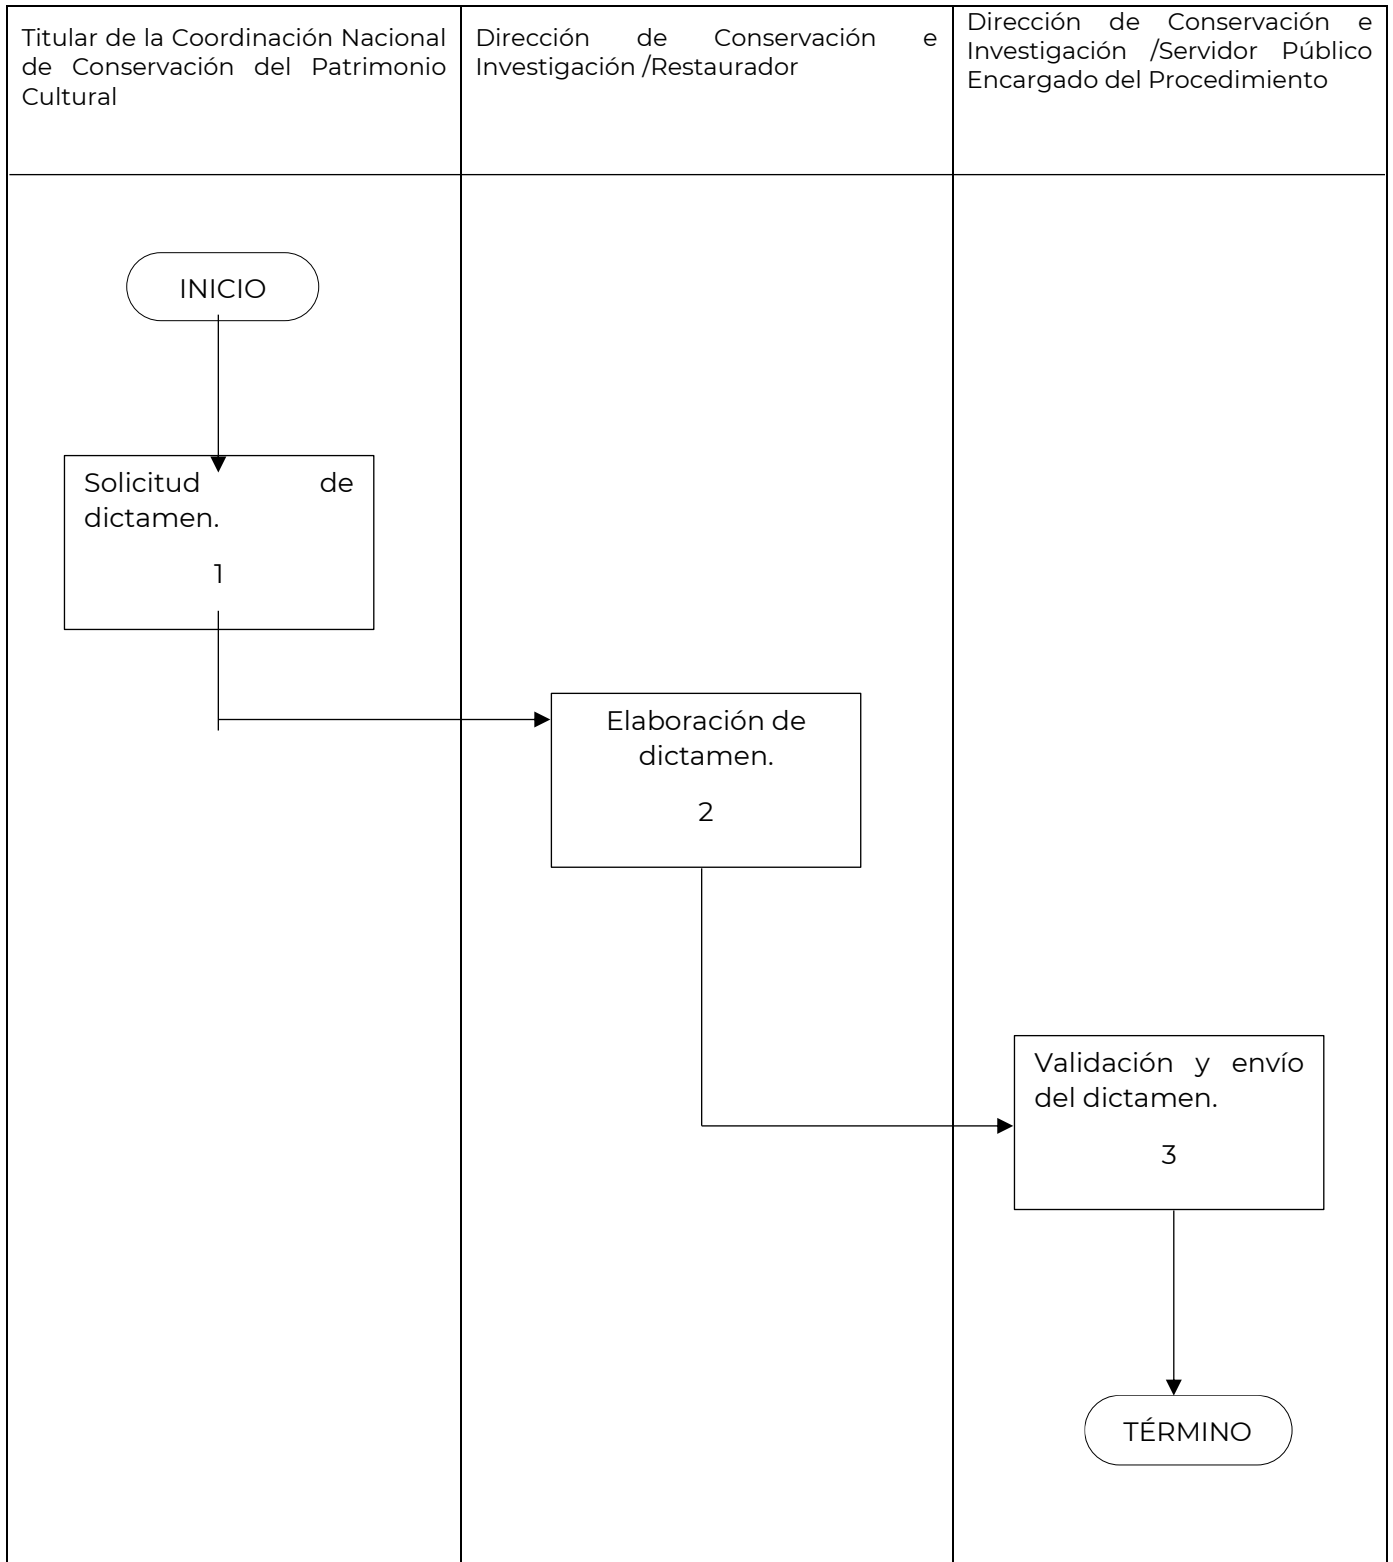 Titular de la Coordinación Nacional
de Conservación del Patrimonio
Cultural
Dirección de Conservación e
Investigación /Restaurador
Dirección de Conservación e
Investigación /Servidor Público
Encargado del Procedimiento
INICIO
Solicitud de
dictamen.
1
Elaboración de
dictamen.
2
Validación y envío
del dictamen.
3
TÉRMINO